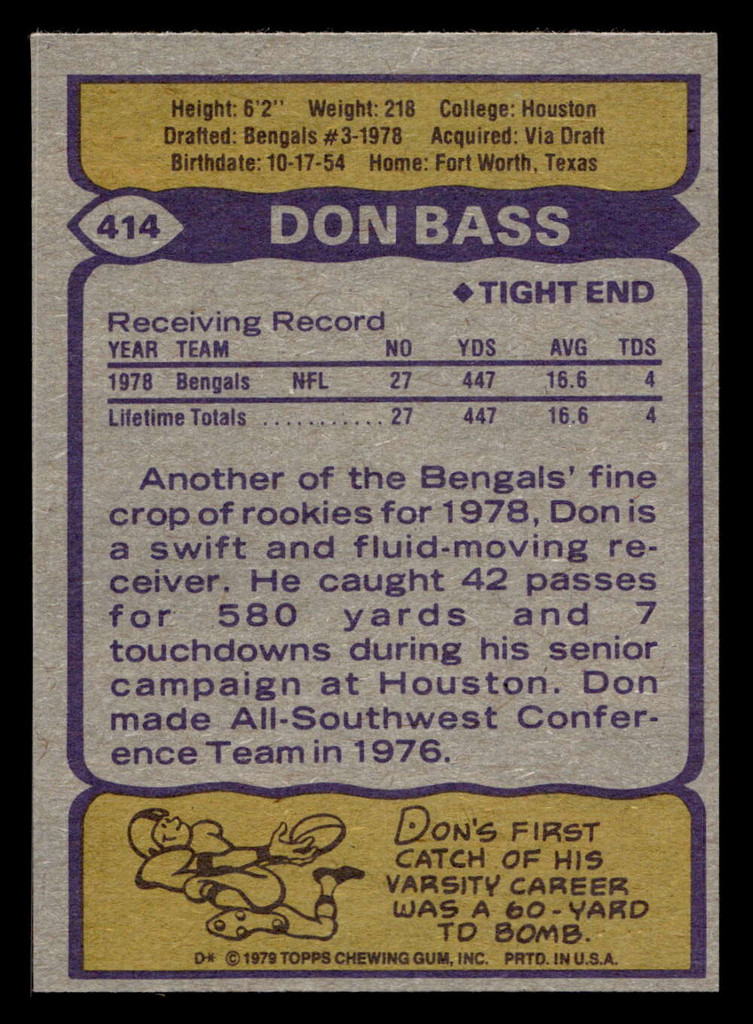 Height: 6'2'' Weight: 218 College: Houston
Drafted: Bengals #3-1978 Acquired: Via Draft
Birthdate: 10-17-54 Home: Fort Worth, Texas
414 DON BASS
◆ TIGHT END
Receiving Record
YEAR TEAM NO YDS AVG TDS
1978 Bengals NFL 27 447 16.6 4
Lifetime Totals ........... 27 447 16.6 4
Another of the Bengals' fine
crop of rookies for 1978, Don is
a swift and fluid-moving re-
ceiver. He caught 42 passes
for 580 yards and 7
touchdowns during his senior
campaign at Houston. Don
made All-Southwest Confer-
ence Team in 1976.
DON'S FIRST
CATCH OF HIS
VARSITY CAREER
WAS A 60-YARD
TD BOMB.
D* © 1979 TOPPS CHEWING GUM, INC. PRTD. IN U.S.A.